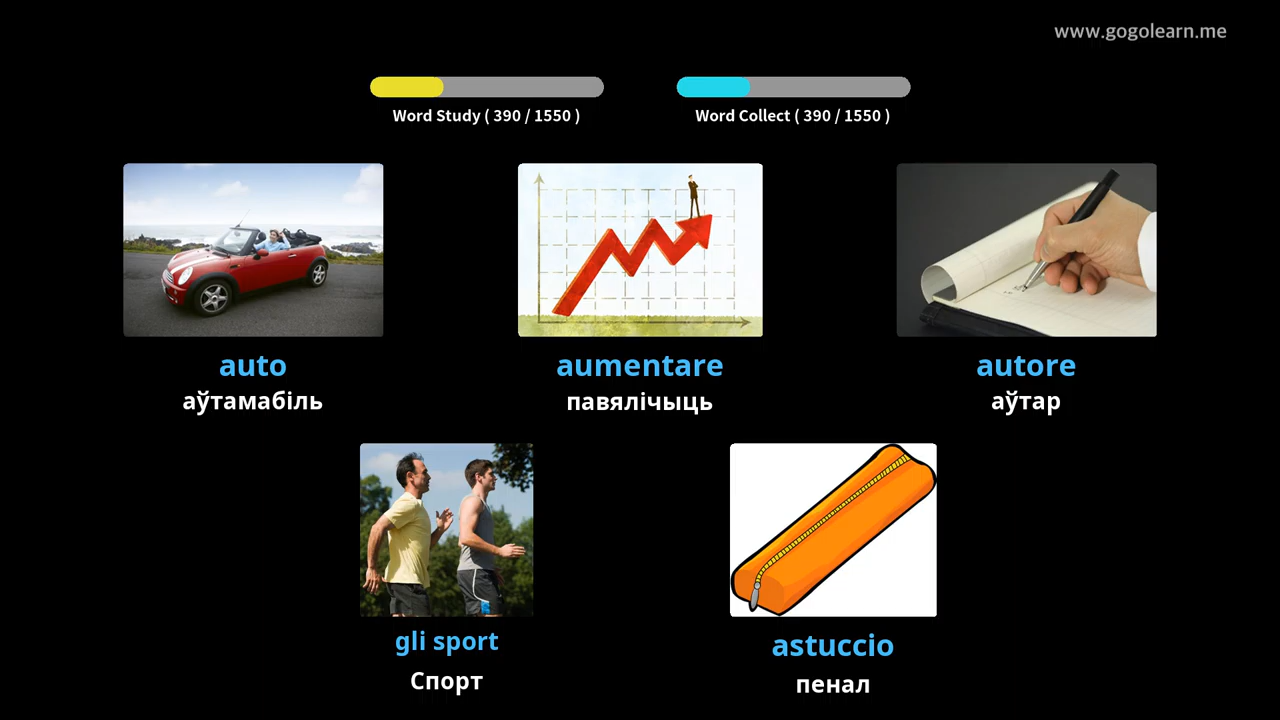 www.gogolearn.me
Word Study ( 390 / 1550 )
Word Collect ( 390 / 1550 )
auto
аўтамабіль
aumentare
павялічыць
autore
аўтар
gli sport
Спорт
astuccio
пенал